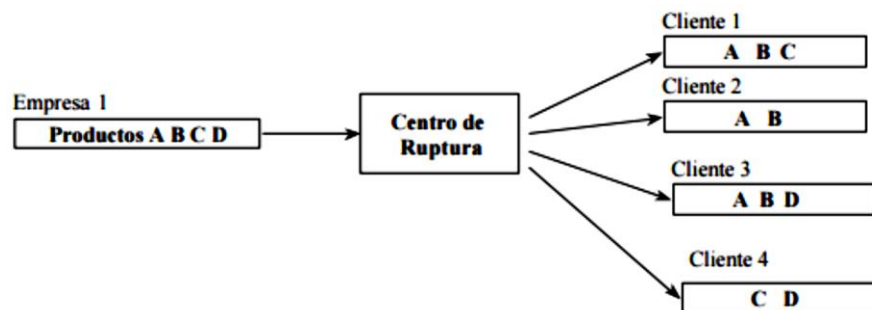 Cliente 1
A B C
Cliente 2
A B
Empresa 1
Productos A B C D
Centro de
Ruptura
Cliente 3
A B D
Cliente 4
C D